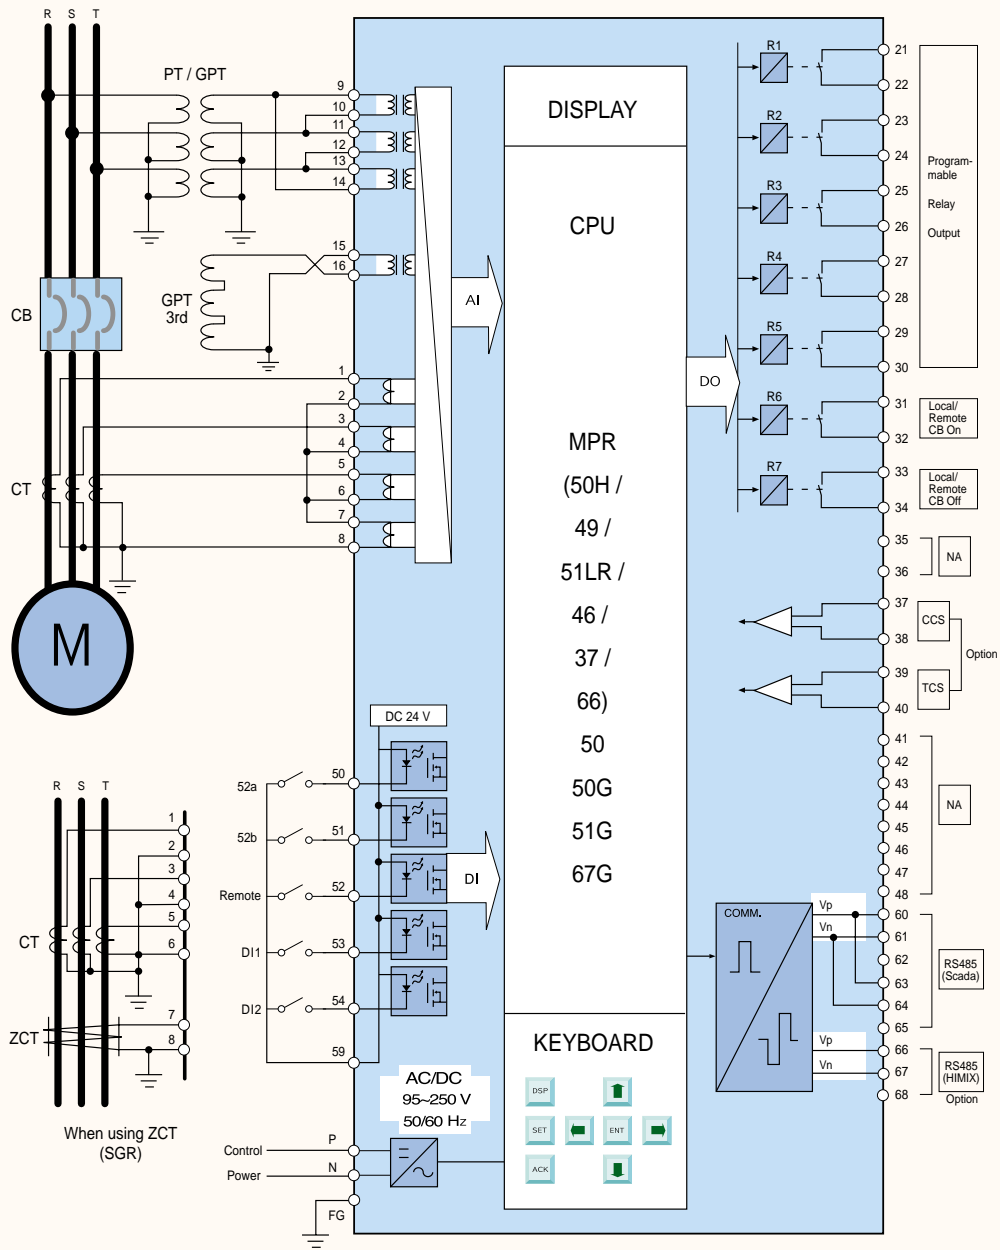 R S T
PT / GPT
9
10
11
12
13
14
15
16
GPT
3rd
CB
1
2
3
4
5
6
7
8
CT
M
AI
DISPLAY
CPU
MPR
(50H /
49 /
51LR /
46 /
37 /
66)
50
50G
51G
67G
DO
R1
R2
R3
R4
R5
R6
R7
21
22
23
24
25
26
27
28
29
30
31
32
33
34
35
36
37
38
39
40
41
42
43
44
45
46
47
48
60
61
62
63
64
65
66
67
68
Program-
mable
Relay
Output
Local/
Remote
CB On
Local/
Remote
CB Off
NA
CCS
Option
TCS
NA
RS485
(Scada)
RS485
(HIMIX)
Option
DC 24 V
52a
50
52b
51
Remote
52
DI1
53
DI2
54
59
DI
COMM.
Vp
Vn
Vp
Vn
KEYBOARD
DSP
SET
ENT
ACK
AC/DC
95~250 V
50/60 Hz
Control
P
Power
N
FG
R S T
1
2
3
4
5
6
CT
7
8
ZCT
When using ZCT
(SGR)